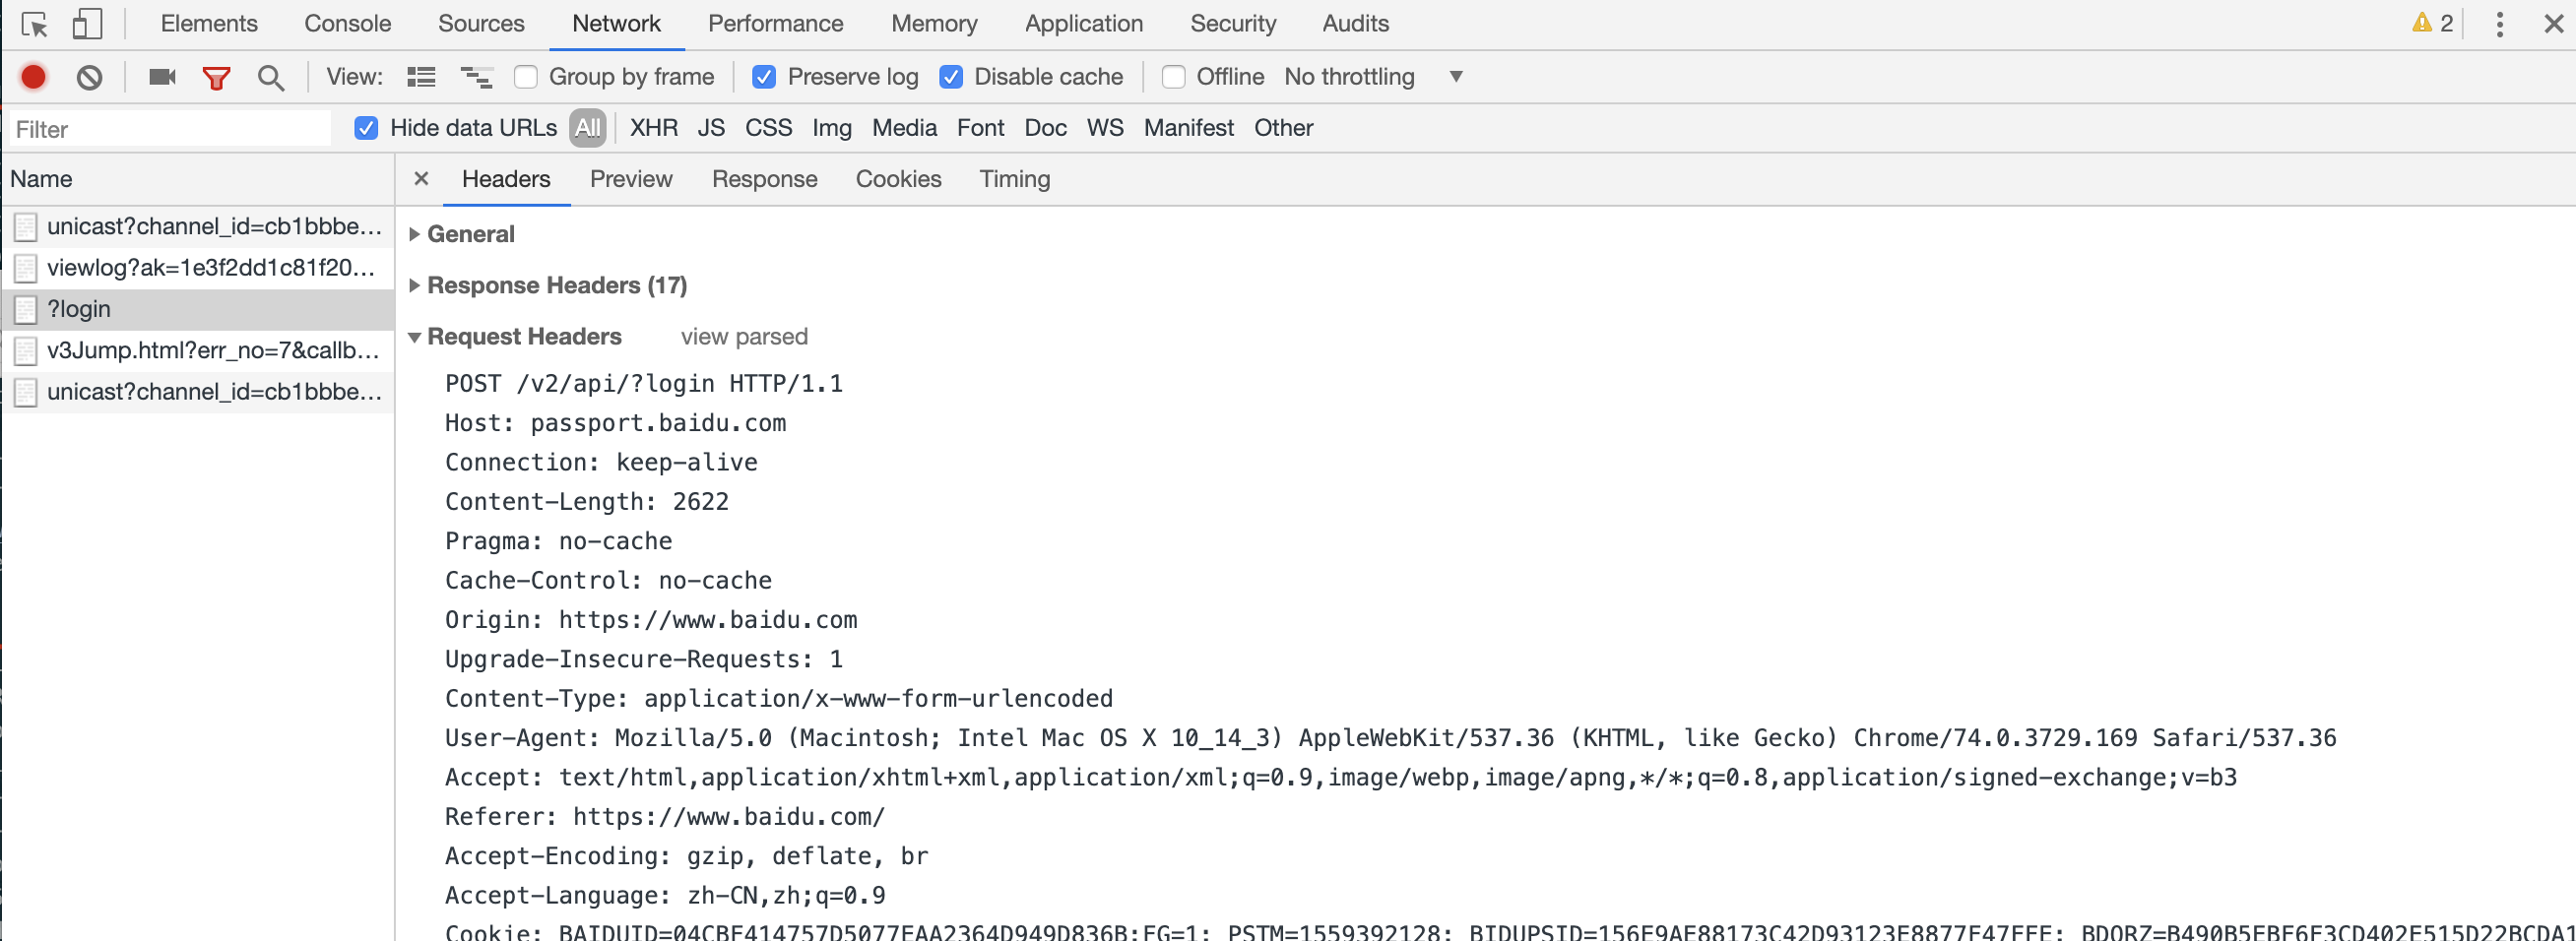 Elements Console Sources Network Performance Memory Application Security Audits 2
View: Group by frame Preserve log Disable cache Offline No throttling
Filter Hide data URLs All XHR JS CSS Img Media Font Doc WS Manifest Other
Name
unicast?channel_id=cb1bbbe...
viewlog?ak=1e3f2dd1c81f20...
?login
v3Jump.html?err_no=7&callb...
unicast?channel_id=cb1bbbe...
× Headers Preview Response Cookies Timing
General
Response Headers (17)
Request Headers view parsed
POST /v2/api/?login HTTP/1.1
Host: passport.baidu.com
Connection: keep-alive
Content-Length: 2622
Pragma: no-cache
Cache-Control: no-cache
Origin: https://www.baidu.com
Upgrade-Insecure-Requests: 1
Content-Type: application/x-www-form-urlencoded
User-Agent: Mozilla/5.0 (Macintosh; Intel Mac OS X 10_14_3) AppleWebKit/537.36 (KHTML, like Gecko) Chrome/74.0.3729.169 Safari/537.36
Accept: text/html,application/xhtml+xml,application/xml;q=0.9,image/webp,image/apng,*/*;q=0.8,application/signed-exchange;v=b3
Referer: https://www.baidu.com/
Accept-Encoding: gzip, deflate, br
Accept-Language: zh-CN,zh;q=0.9
Cookie: BAIDUID=04CBF414757D5077EAA2364D949D836B:FG=1; PSTM=1559392128; BIDUPSID=156E9AE88173C42D93123E8877F47FFE;